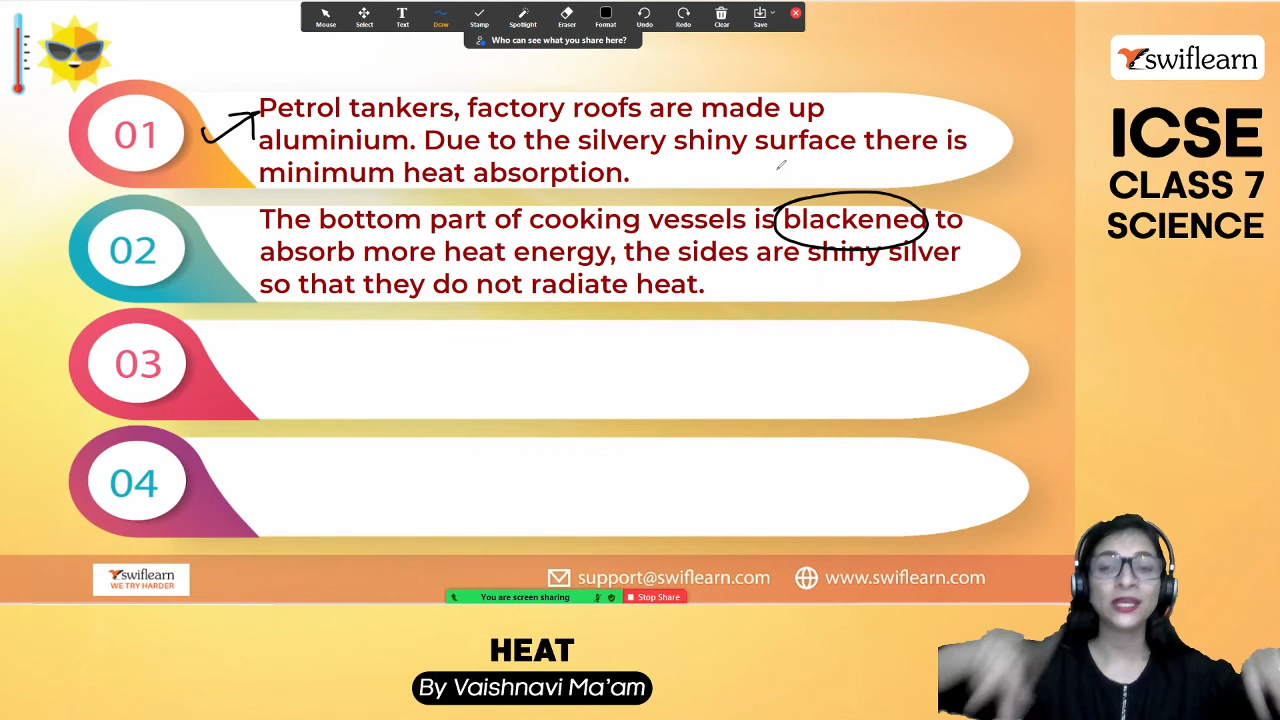 Mouse Select Text Draw Stamp Spotlight Eraser Format Undo Redo Clear Save
Who can see what you share here?
swiflearn
ICSE
CLASS 7
SCIENCE
01
Petrol tankers, factory roofs are made up
aluminium. Due to the silvery shiny surface there is
minimum heat absorption.
02
The bottom part of cooking vessels is blackened to
absorb more heat energy, the sides are shiny silver
so that they do not radiate heat.
03
04
swiflearn
WE TRY HARDER
support@swiflearn.com
www.swiflearn.com
You are screen sharing
Stop Share
HEAT
By Vaishnavi Ma'am